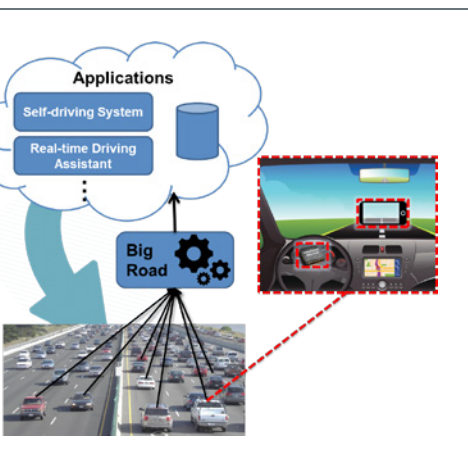 Applications
Self-driving System
Real-time Driving
Assistant
Big
Road